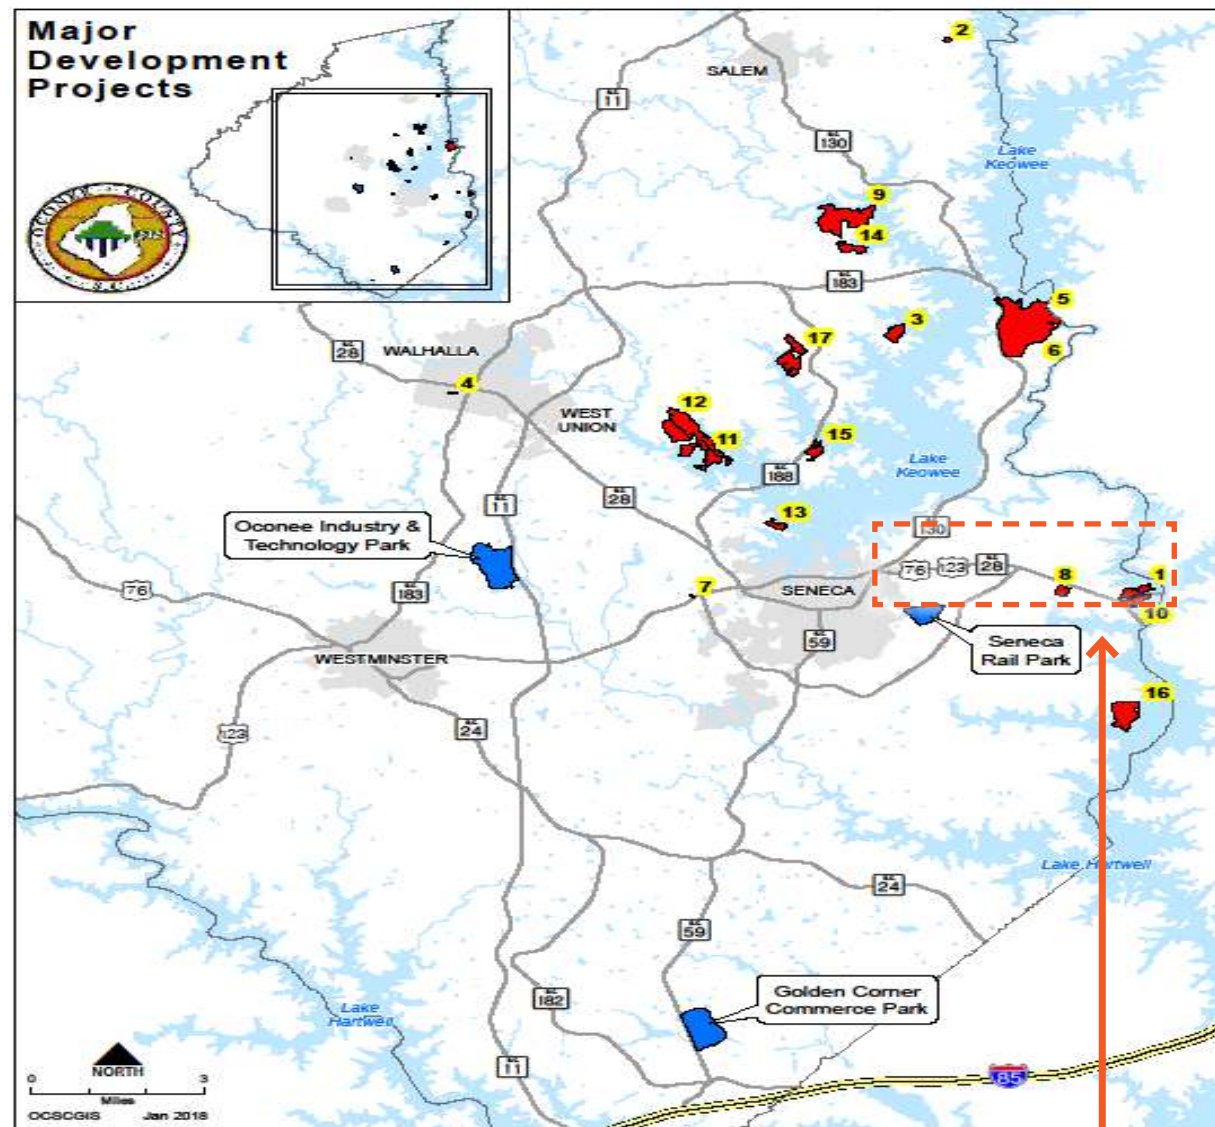 Major
Development
Projects
OCONEE COUNTY
S.C.
2
SALEM
S.C.
11
S.C.
130
Lake
Keowee
9
14
S.C.
183
5
3
6
17
S.C.
28
WALHALLA
4
12
WEST
UNION
11
15
Lake
Keowee
S.C.
188
S.C.
28
S.C.
11
13
Oconee Industry &
Technology Park
S.C.
130
76
123
S.C.
28
8
1
10
76
S.C.
183
7
SENECA
Seneca
Rail Park
S.C.
59
WESTMINSTER
16
123
S.C.
24
Lake Hartwell
S.C.
24
S.C.
59
S.C.
182
Golden Corner
Commerce Park
Lake
Hartwell
S.C.
11
85
NORTH
0 3
Miles
OCSCGIS Jan 2018